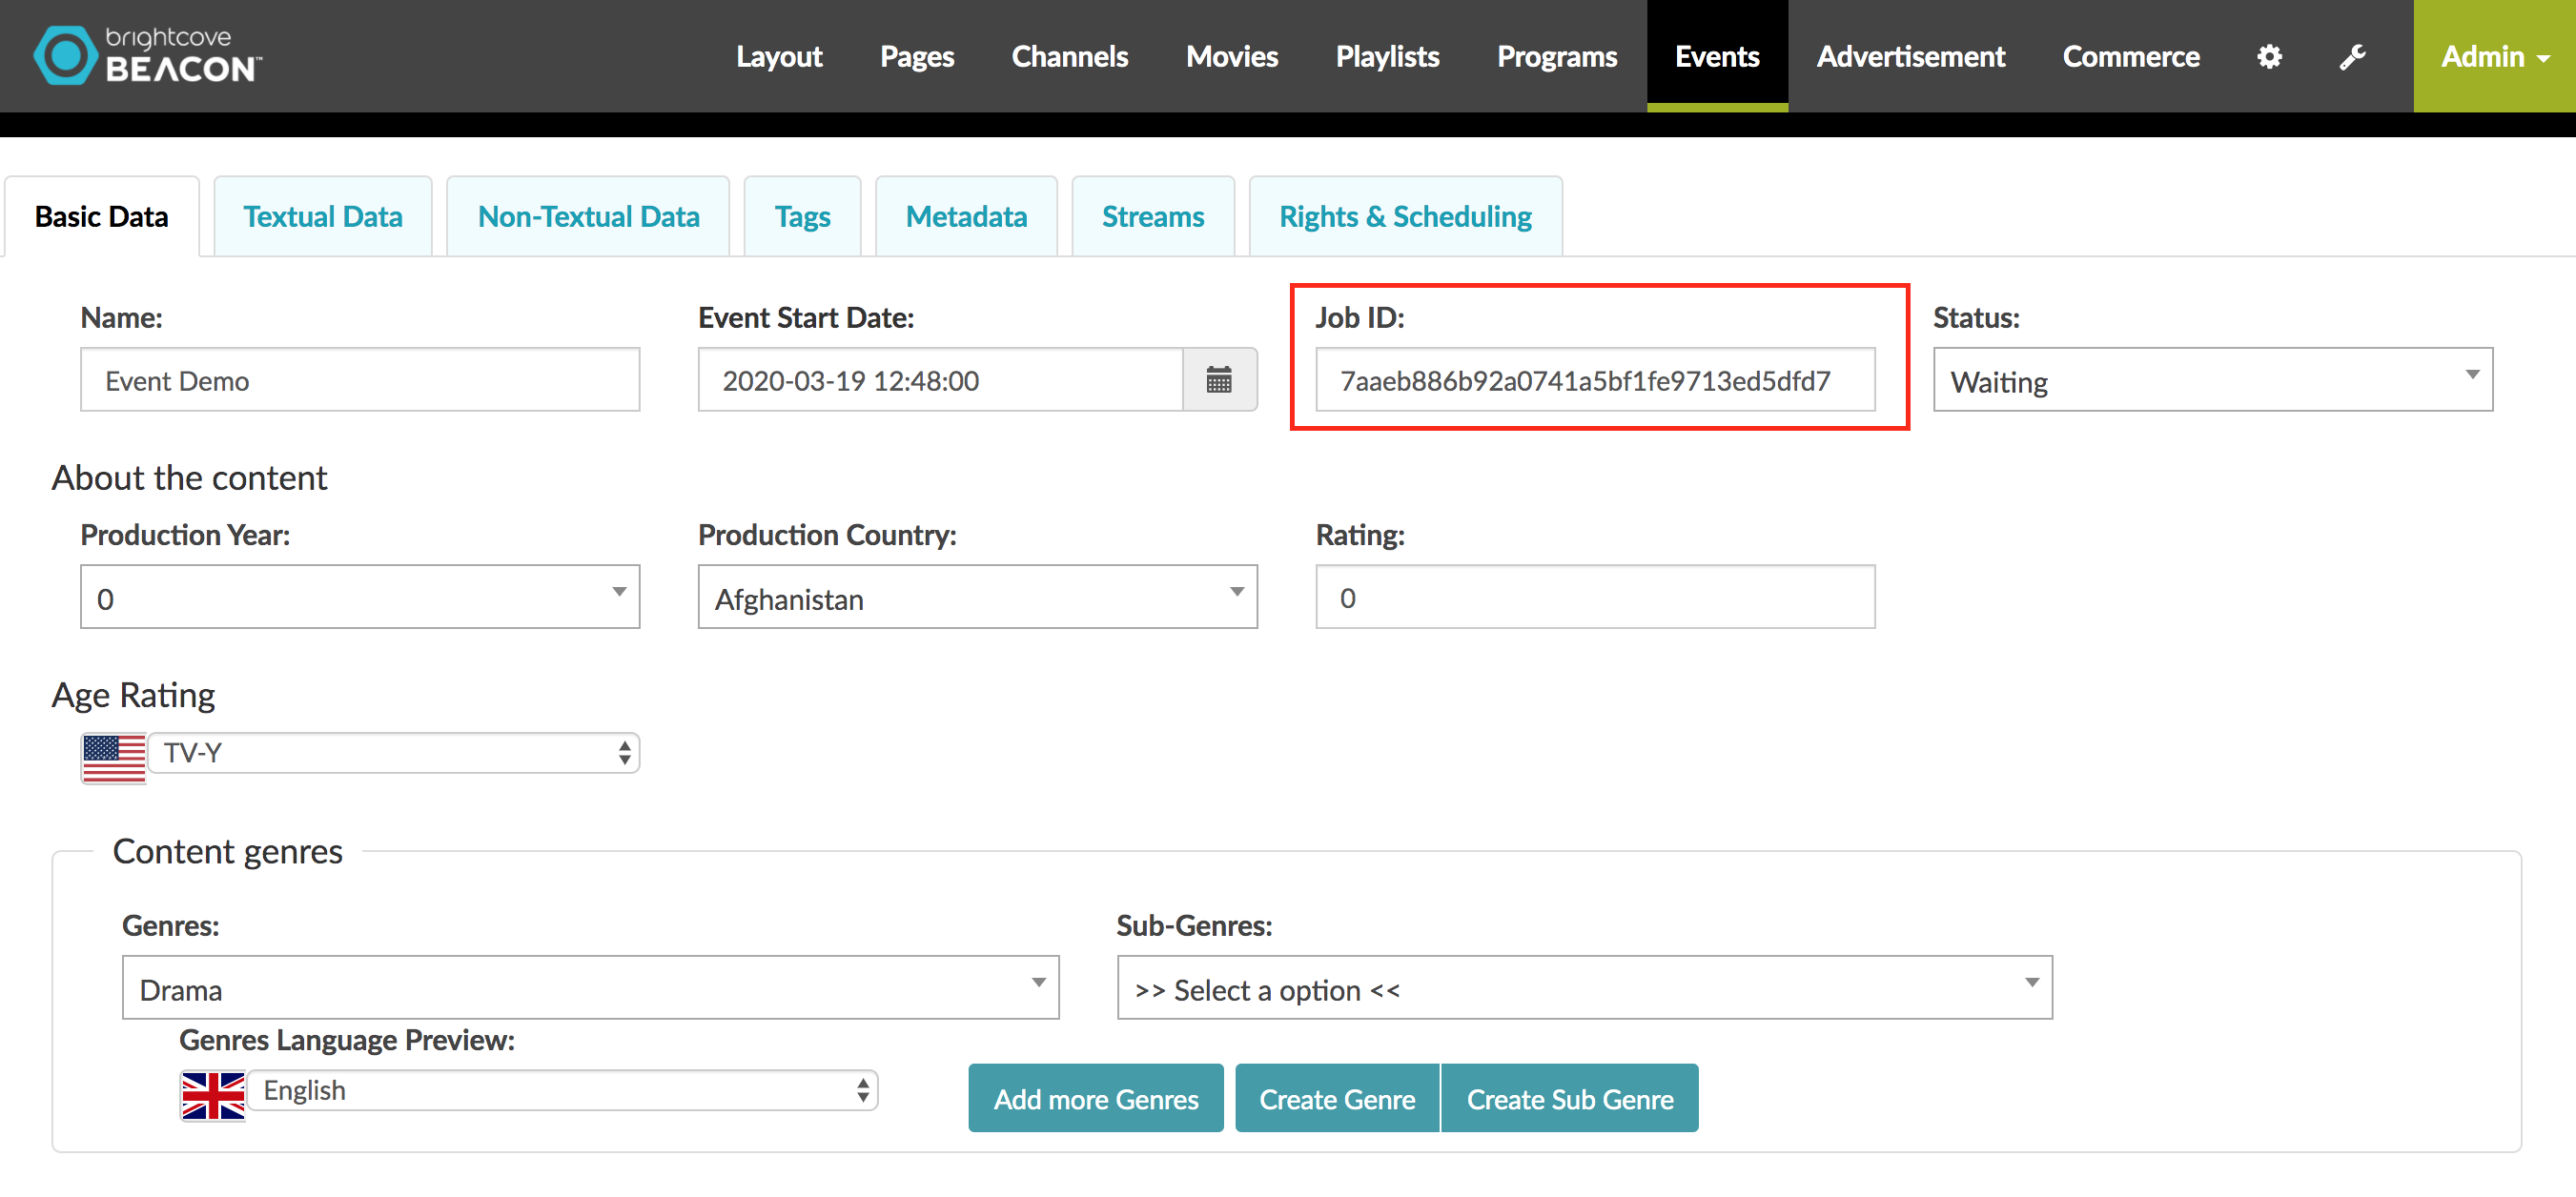 brightcove
BEACON™
Layout Pages Channels Movies Playlists Programs Events Advertisement Commerce Admin
Basic Data Textual Data Non-Textual Data Tags Metadata Streams Rights & Scheduling
Name: Event Start Date: Job ID: Status:
Event Demo 2020-03-19 12:48:00 7aaeb886b92a0741a5bf1fe9713ed5dfd7 Waiting
About the content
Production Year: Production Country: Rating:
0 Afghanistan 0
Age Rating
TV-Y
Content genres
Genres: Sub-Genres:
Drama >> Select a option <<
Genres Language Preview:
English Add more Genres Create Genre Create Sub Genre